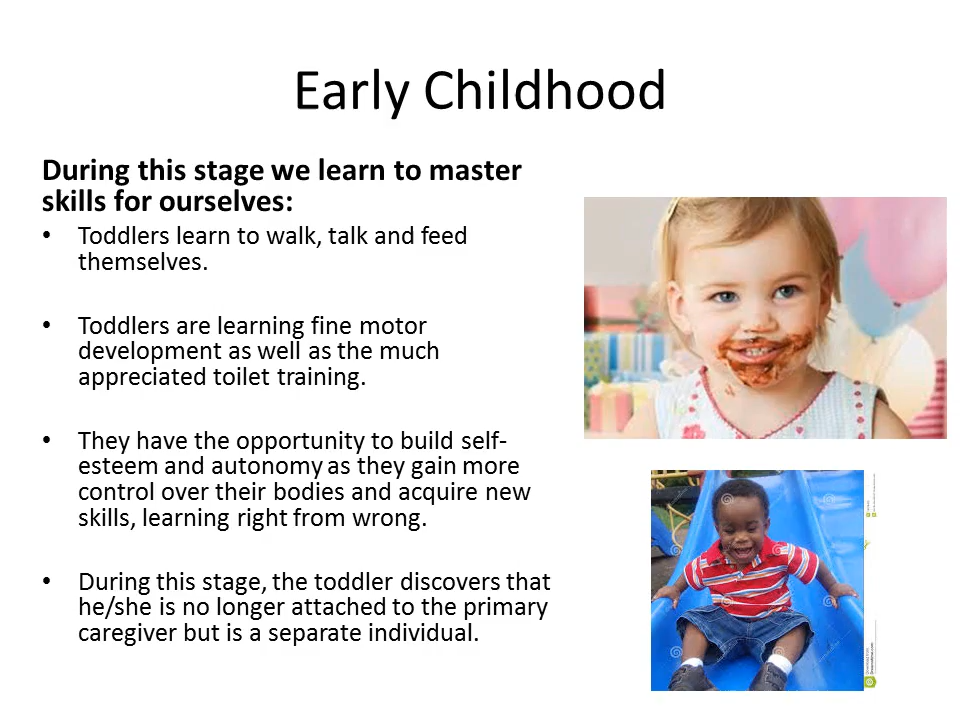 Early Childhood
During this stage we learn to master
skills for ourselves:
• Toddlers learn to walk, talk and feed
themselves.
• Toddlers are learning fine motor
development as well as the much
appreciated toilet training.
• They have the opportunity to build self-
esteem and autonomy as they gain more
control over their bodies and acquire new
skills, learning right from wrong.
• During this stage, the toddler discovers that
he/she is no longer attached to the primary
caregiver but is a separate individual.